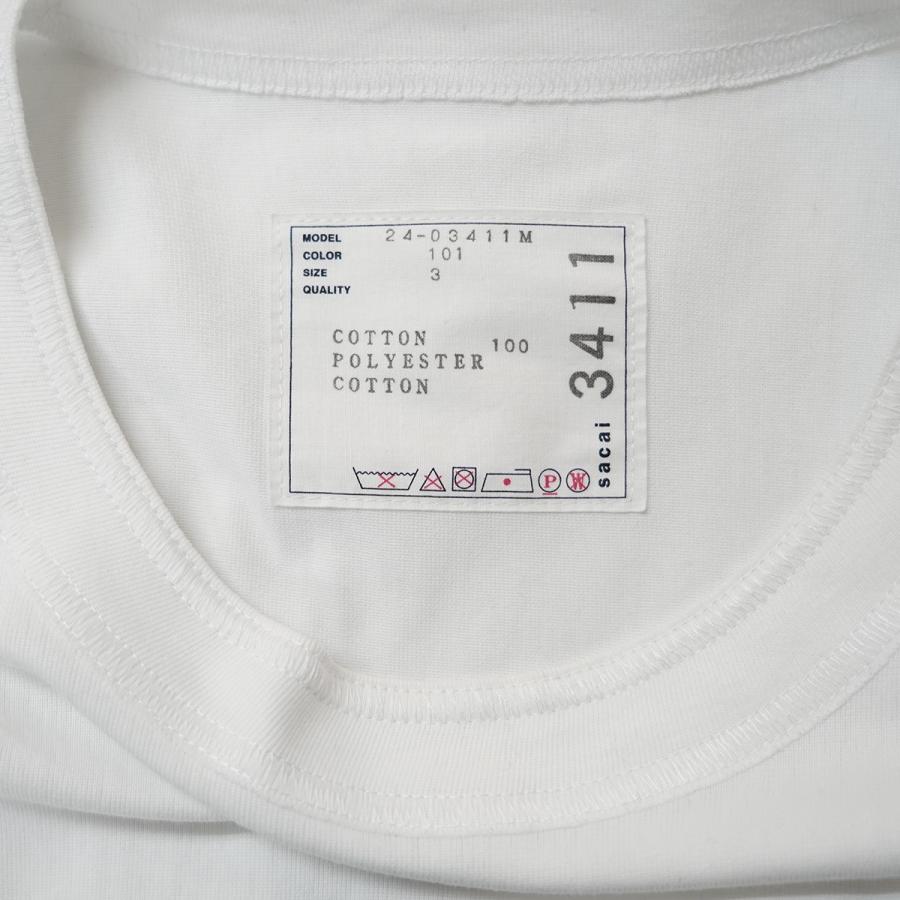 MODEL 24-03411M
COLOR 101
SIZE 3
QUALITY
COTTON 100
POLYESTER
COTTON
sacai 3411
P
W